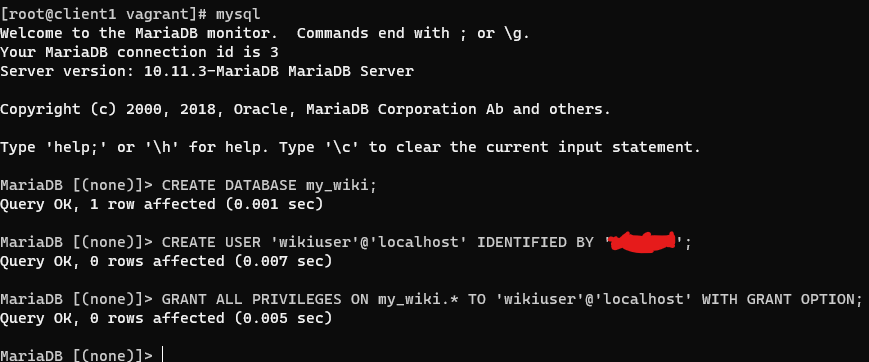 [root@client1 vagrant]# mysql
Welcome to the MariaDB monitor.  Commands end with ; or \g.
Your MariaDB connection id is 3
Server version: 10.11.3-MariaDB MariaDB Server
Copyright (c) 2000, 2018, Oracle, MariaDB Corporation Ab and others.
Type 'help;' or '\h' for help. Type '\c' to clear the current input statement.
MariaDB [(none)]> CREATE DATABASE my_wiki;
Query OK, 1 row affected (0.001 sec)
MariaDB [(none)]> CREATE USER 'wikiuser'@'localhost' IDENTIFIED BY '';
Query OK, 0 rows affected (0.007 sec)
MariaDB [(none)]> GRANT ALL PRIVILEGES ON my_wiki.* TO 'wikiuser'@'localhost' WITH GRANT OPTION;
Query OK, 0 rows affected (0.005 sec)
MariaDB [(none)]>